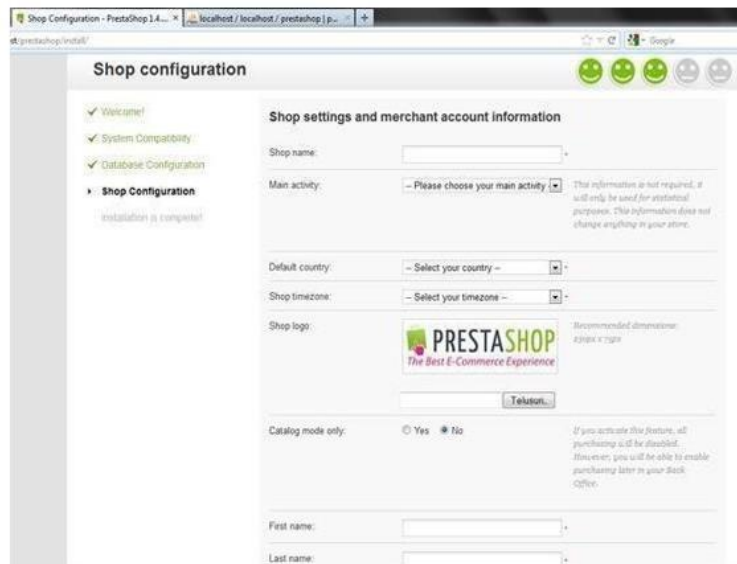 Shop Configuration - PrestaShop 1.4....
localhost / localhost / prestashop | p...
st/prestashop/install/
Google
Shop configuration
Welcome!
System Compatibility
Database Configuration
Shop Configuration
Installation is complete!
Shop settings and merchant account information
Shop name: *
Main activity: -- Please choose your main activity
This information is not required, it
will only be used for statistical
purposes. This information does not
change anything in your store.
Default country: -- Select your country -- *
Shop timezone: -- Select your timezone -- *
Shop logo:
PRESTASHOP
The Best E-Commerce Experience
Recommended dimensions:
230px x 75px
Telusuri..
Catalog mode only: Yes No
If you activate this feature, all
purchasing will be disabled.
However, you will be able to enable
purchasing later in your Back
Office.
First name: *
Last name: *